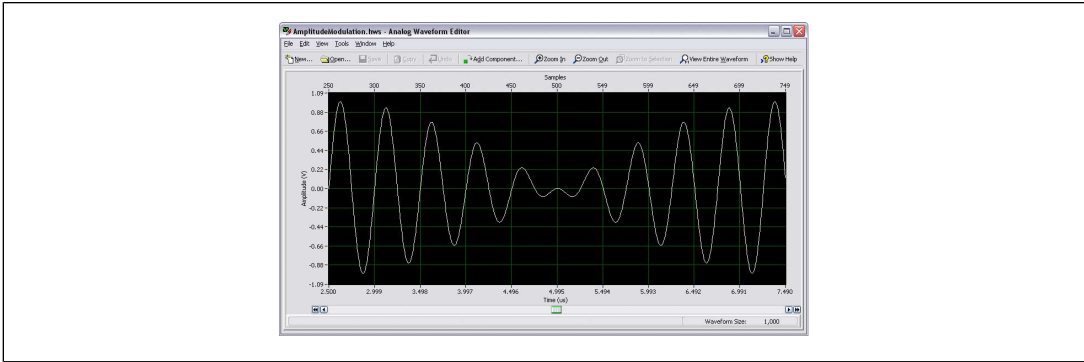 AmplitudeModulation.hws - Analog Waveform Editor
File Edit View Tools Window Help
New... Open... Save Copy Undo Add Component... Zoom In Zoom Out Zoom to Selection View Entire Waveform Show Help
Samples
250 300 350 400 450 500 549 599 649 699 749
1.09
0.88
0.66
0.44
0.22
0.00
-0.22
-0.44
-0.66
-0.88
-1.09
Amplitude (V)
2.500 2.999 3.498 3.997 4.496 4.995 5.494 5.993 6.492 6.991 7.490
Time (us)
Waveform Size: 1,000